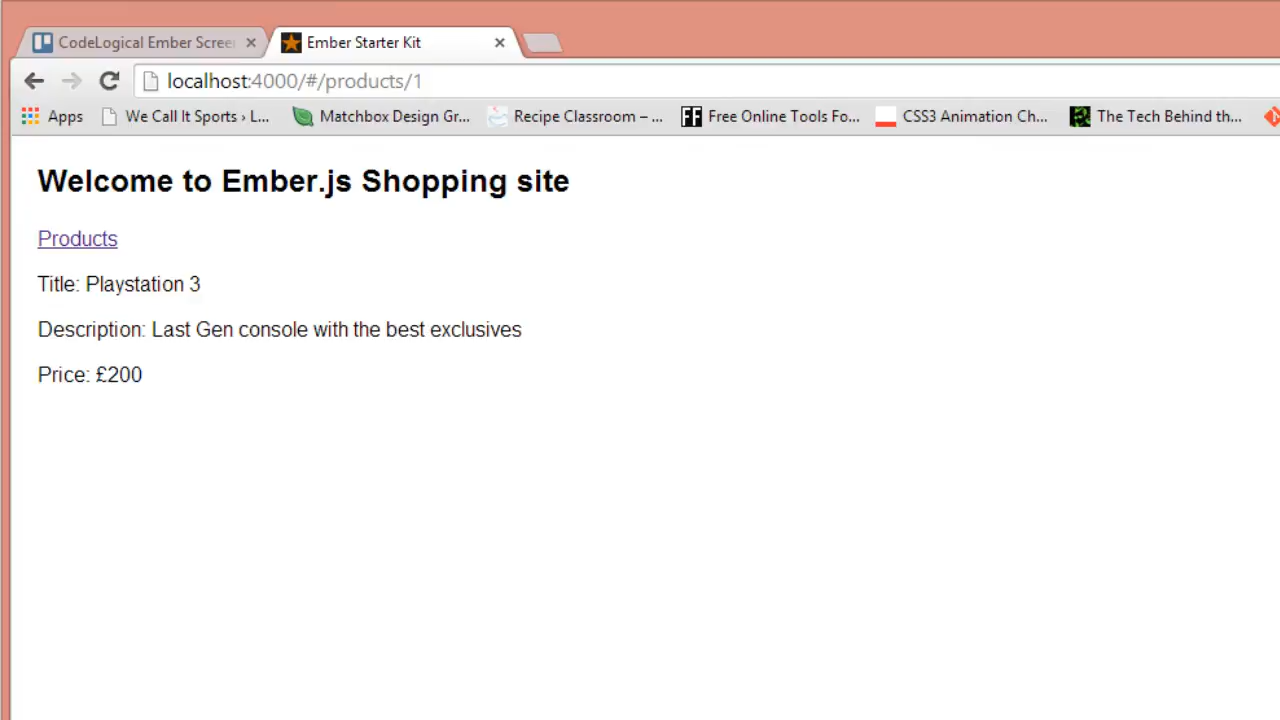 CodeLogical Ember Screen
Ember Starter Kit
localhost:4000/#/products/1
Apps
We Call It Sports › L...
Matchbox Design Gr...
Recipe Classroom – ...
FF
Free Online Tools Fo...
CSS3 Animation Ch...
The Tech Behind th...
Welcome to Ember.js Shopping site
Products
Title: Playstation 3
Description: Last Gen console with the best exclusives
Price: £200